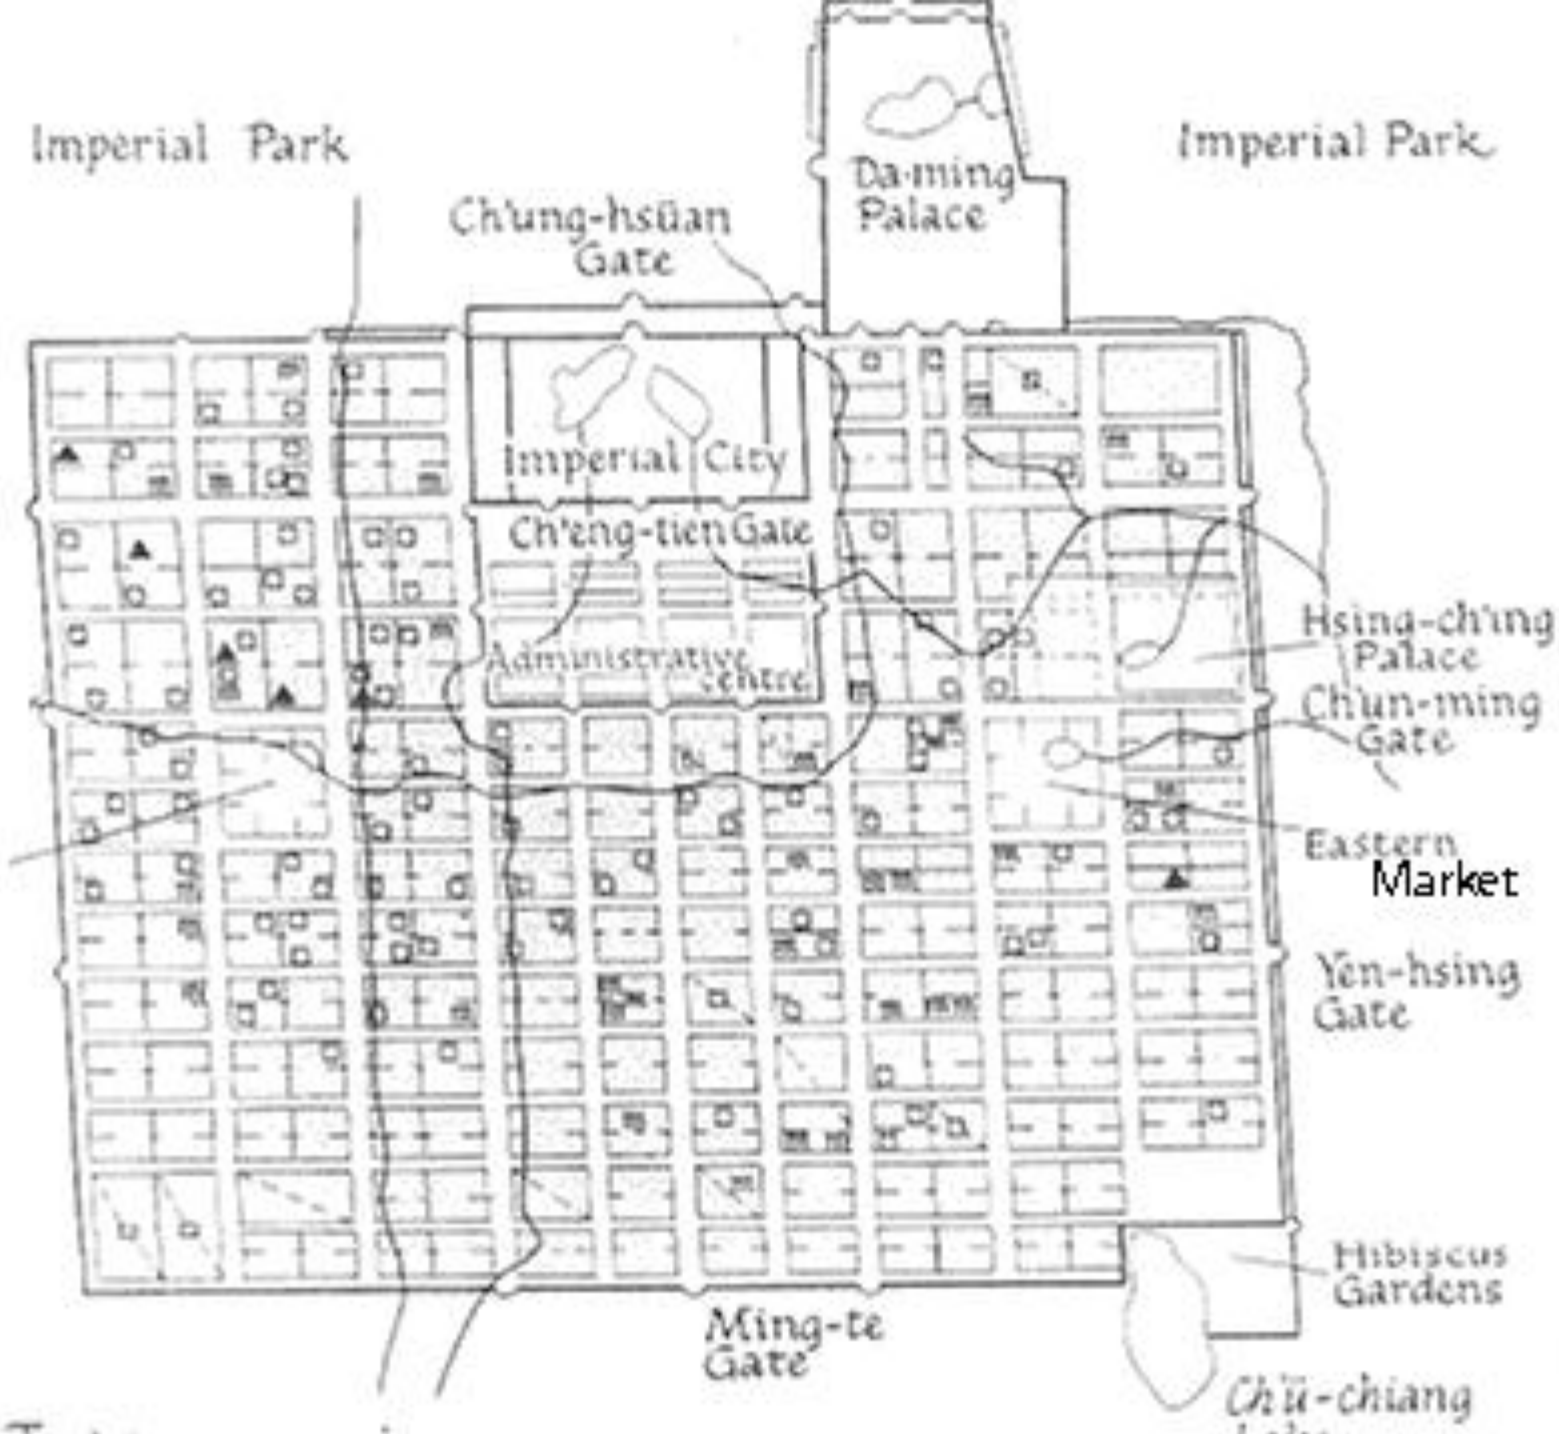 Imperial Park
Imperial Park
Da-ming
Palace
Ch'ung-hsüan
Gate
Imperial City
Ch'eng-tien Gate
Administrative
centre
Hsing-ch'ing
Palace
Ch'un-ming
Gate
Eastern
Market
Yen-hsing
Gate
Hibiscus
Gardens
Ming-te
Gate
Ch'ü-chiang